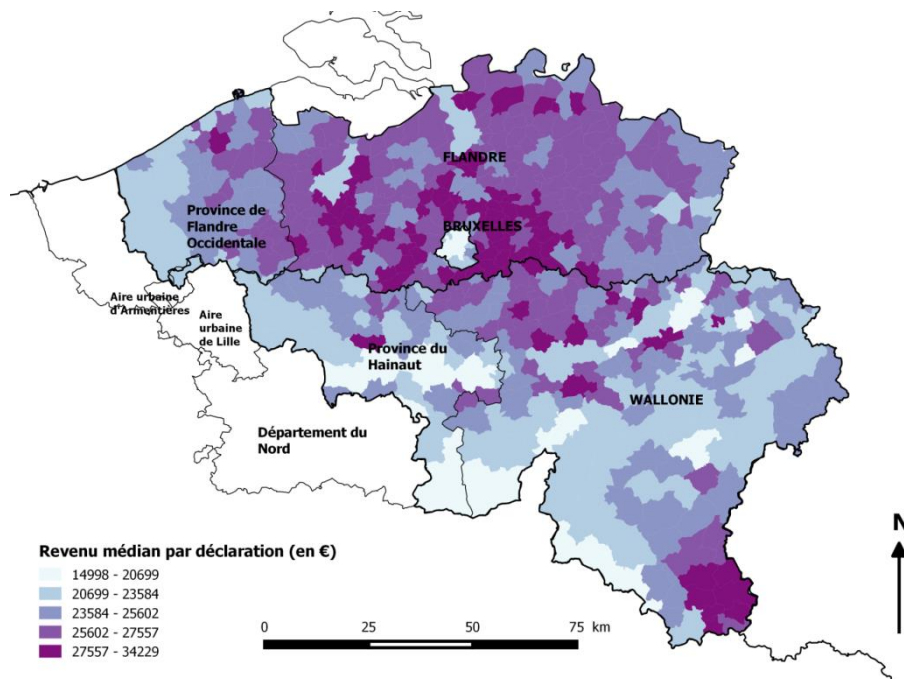 FLANDRE
Province de
Flandre
Occidentale
BRUXELLES
Aire urbaine
d'Armentières
Aire
urbaine
de Lille
Province du
Hainaut
WALLONIE
Département du
Nord
N
Revenu médian par déclaration (en €)
14998 - 20699
20699 - 23584
23584 - 25602
25602 - 27557
27557 - 34229
0 25 50 75 km